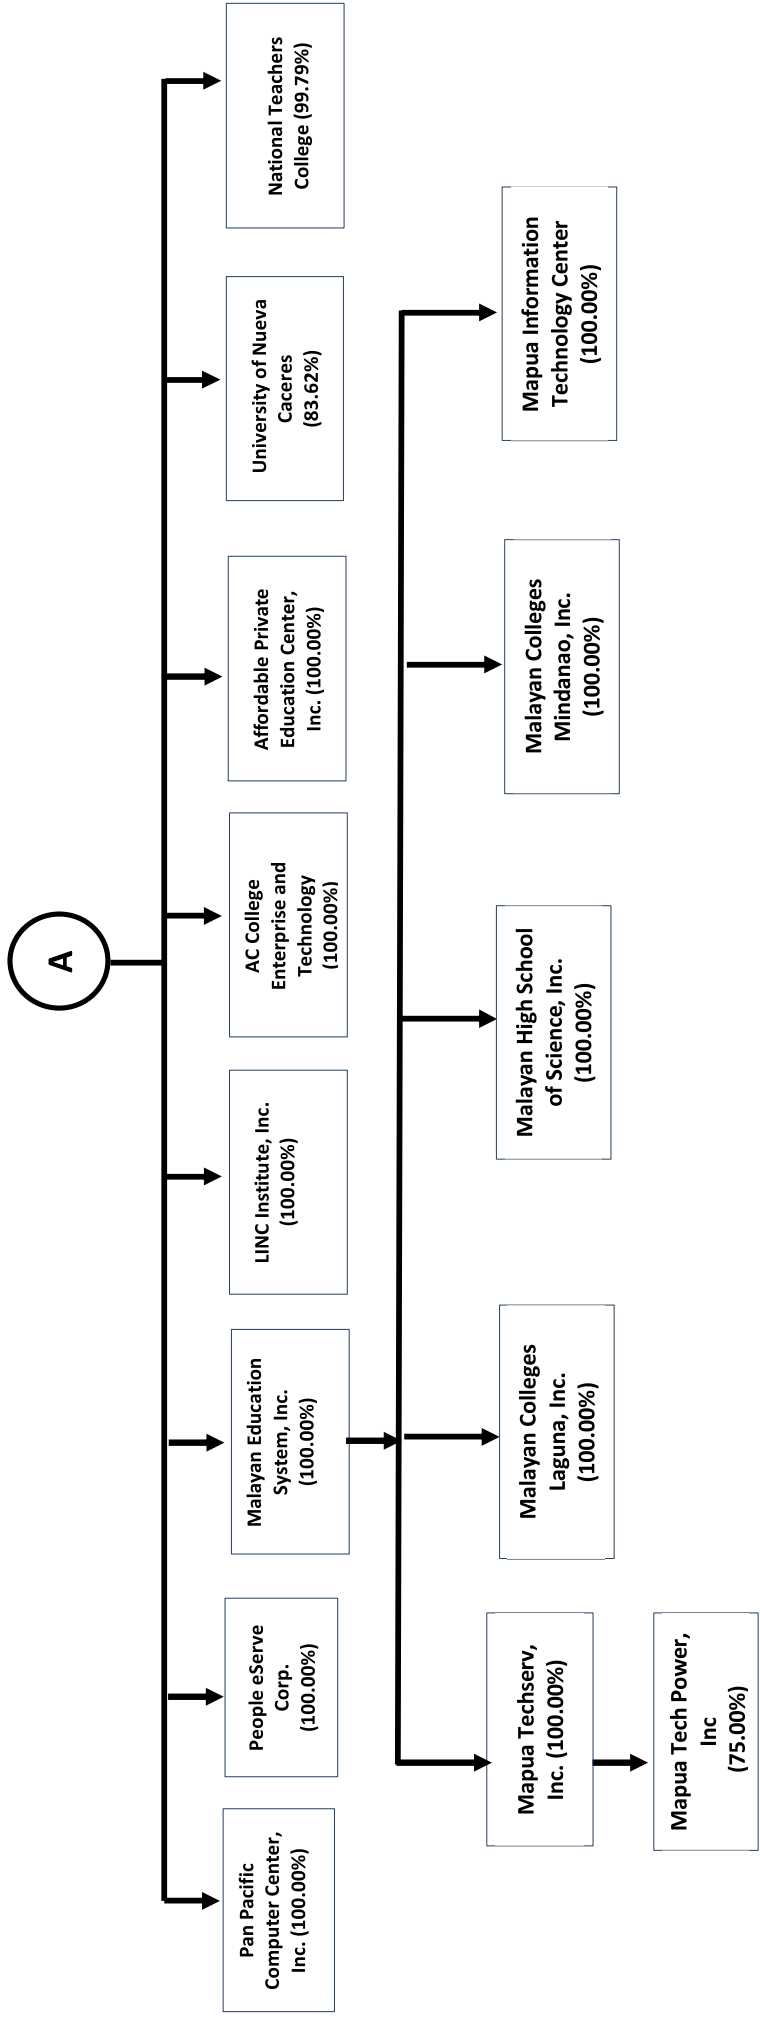 A
Pan Pacific
Computer Center,
Inc. (100.00%)
People eServe
Corp.
(100.00%)
Malayan Education
System, Inc.
(100.00%)
LINC Institute, Inc.
(100.00%)
AC College
Enterprise and
Technology
(100.00%)
Affordable Private
Education Center,
Inc. (100.00%)
University of Nueva
Caceres
(83.62%)
National Teachers
College (99.79%)
Mapua Techserv,
Inc. (100.00%)
Malayan Colleges
Laguna, Inc.
(100.00%)
Malayan High School
of Science, Inc.
(100.00%)
Malayan Colleges
Mindanao, Inc.
(100.00%)
Mapua Information
Technology Center
(100.00%)
Mapua Tech Power,
Inc
(75.00%)